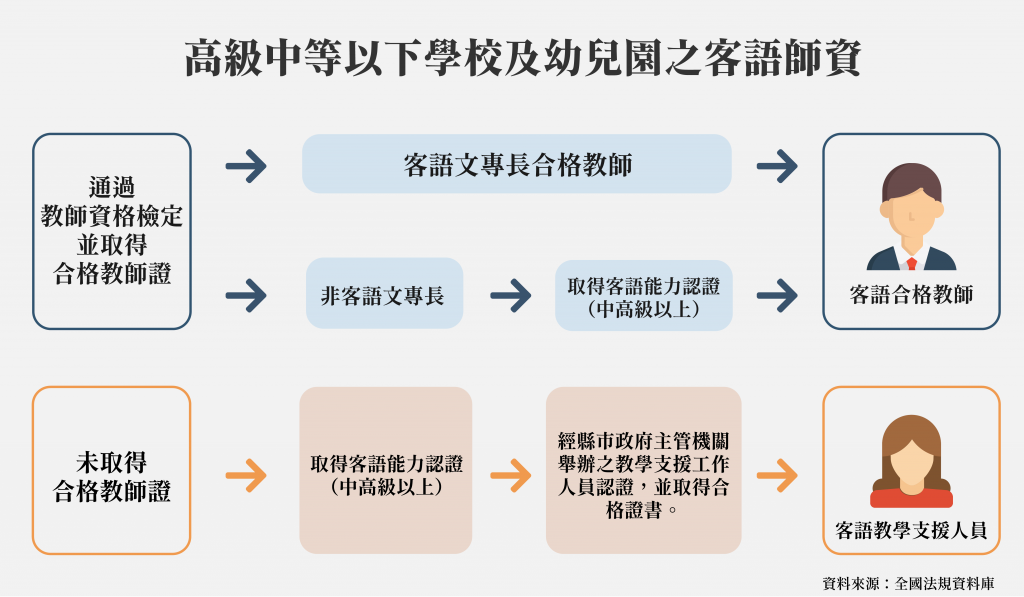 高級中等以下學校及幼兒園之客語師資
通過
教師資格檢定
並取得
合格教師證
客語文專長合格教師
非客語文專長
取得客語能力認證
（中高級以上）
客語合格教師
未取得
合格教師證
取得客語能力認證
（中高級以上）
經縣市政府主管機關
舉辦之教學支援工作
人員認證，並取得合
格證書。
客語教學支援人員
資料來源：全國法規資料庫